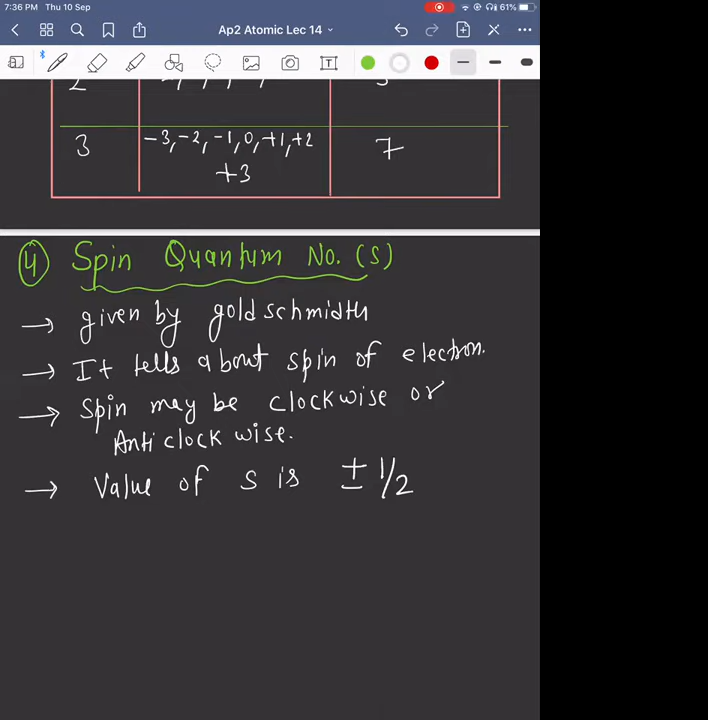 7:36 PM Thu 10 Sep
61%
Ap2 Atomic Lec 14
T
3 -3,-2,-1,0,+1,+2 7
+3
4 Spin Quantum No. (s)
→ given by goldschmidth
→ It tells about spin of electron.
→ Spin may be clockwise or
Anticlockwise.
→ Value of s is ± 1/2